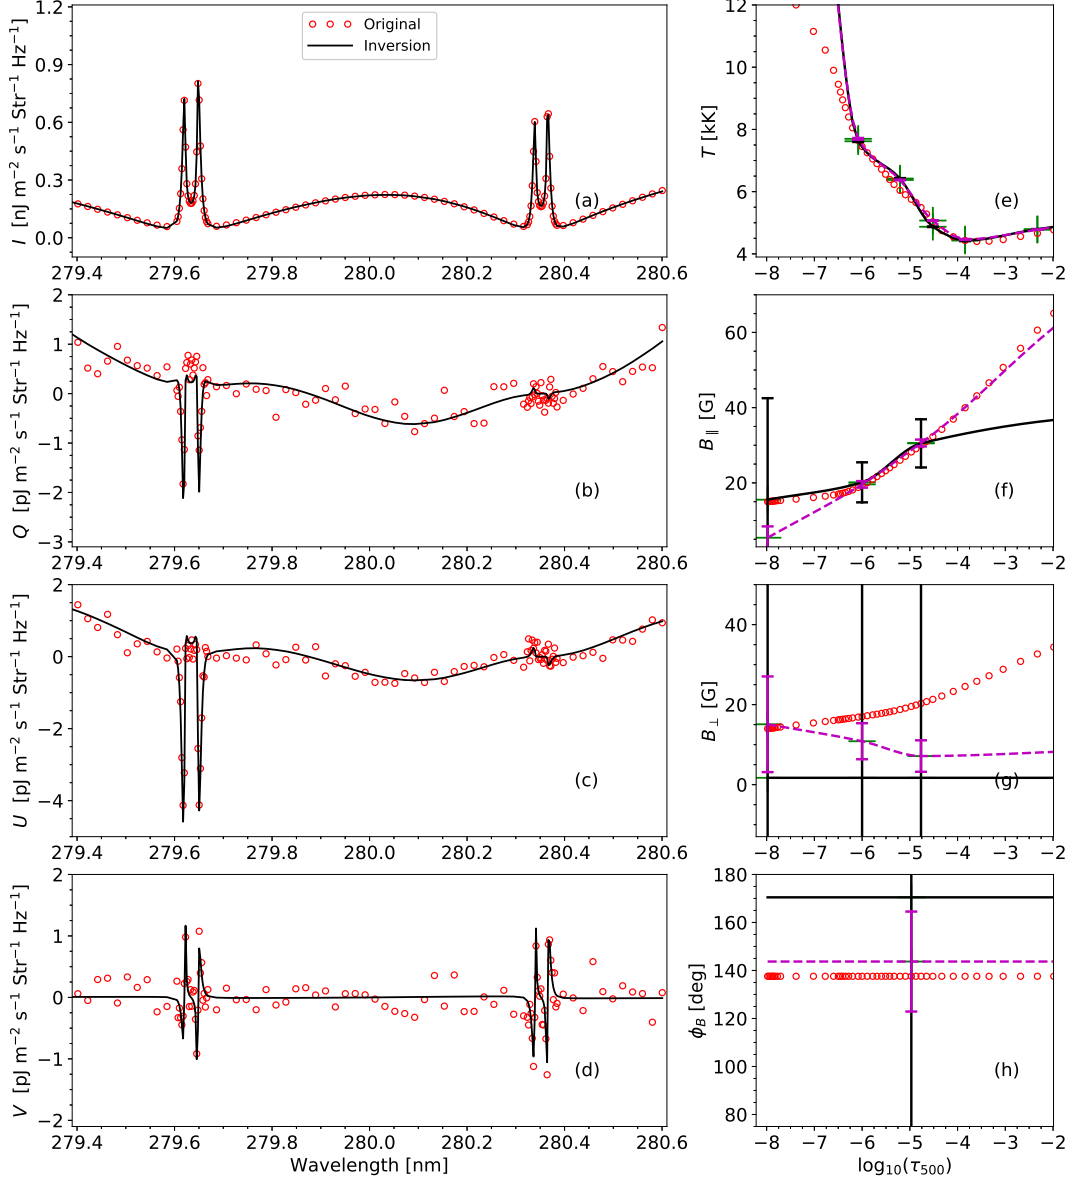 Original
Inversion
1.2
0.9
0.6
0.3
0.0
I [nJ m−2 s−1 Str−1 Hz−1]
(a)
279.4 279.6 279.8 280.0 280.2 280.4 280.6
12
10
8
6
4
T [kK]
(e)
−8 −7 −6 −5 −4 −3 −2
2
1
0
−1
−2
−3
Q [pJ m−2 s−1 Str−1 Hz−1]
(b)
279.4 279.6 279.8 280.0 280.2 280.4 280.6
60
40
20
B∥ [G]
(f)
−8 −7 −6 −5 −4 −3 −2
2
0
−2
−4
U [pJ m−2 s−1 Str−1 Hz−1]
(c)
279.4 279.6 279.8 280.0 280.2 280.4 280.6
40
20
0
B⊥ [G]
(g)
−8 −7 −6 −5 −4 −3 −2
2
1
0
−1
−2
V [pJ m−2 s−1 Str−1 Hz−1]
(d)
279.4 279.6 279.8 280.0 280.2 280.4 280.6
Wavelength [nm]
180
160
140
120
100
80
ϕB [deg]
(h)
−8 −7 −6 −5 −4 −3 −2
log10(τ500)